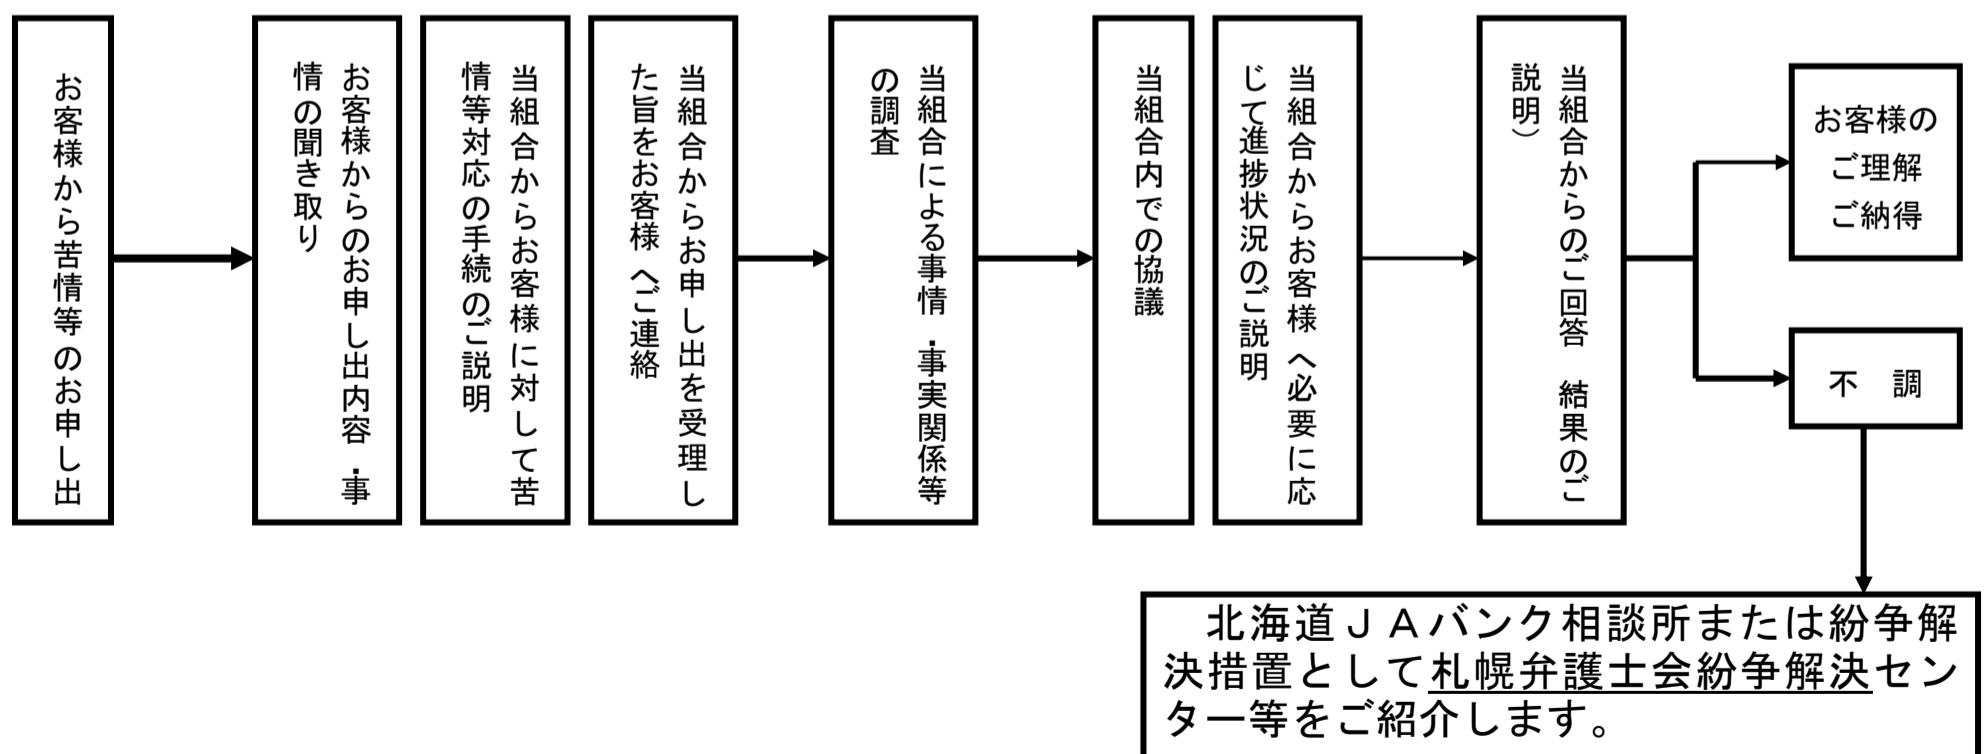 お客様から苦情等のお申し出
お客様からのお申し出内容・事
情の聞き取り
当組合からお客様に対して苦
情等対応の手続のご説明
当組合からお申し出を受理し
た旨をお客様へご連絡
当組合による事情・事実関係等
の調査
当組合内での協議
当組合からお客様へ必要に応
じて進捗状況のご説明
当組合からのご回答　結果のご
説明）
お客様の
ご理解
ご納得
不　調
北海道ＪＡバンク相談所または紛争解
決措置として札幌弁護士会紛争解決セン
ター等をご紹介します。